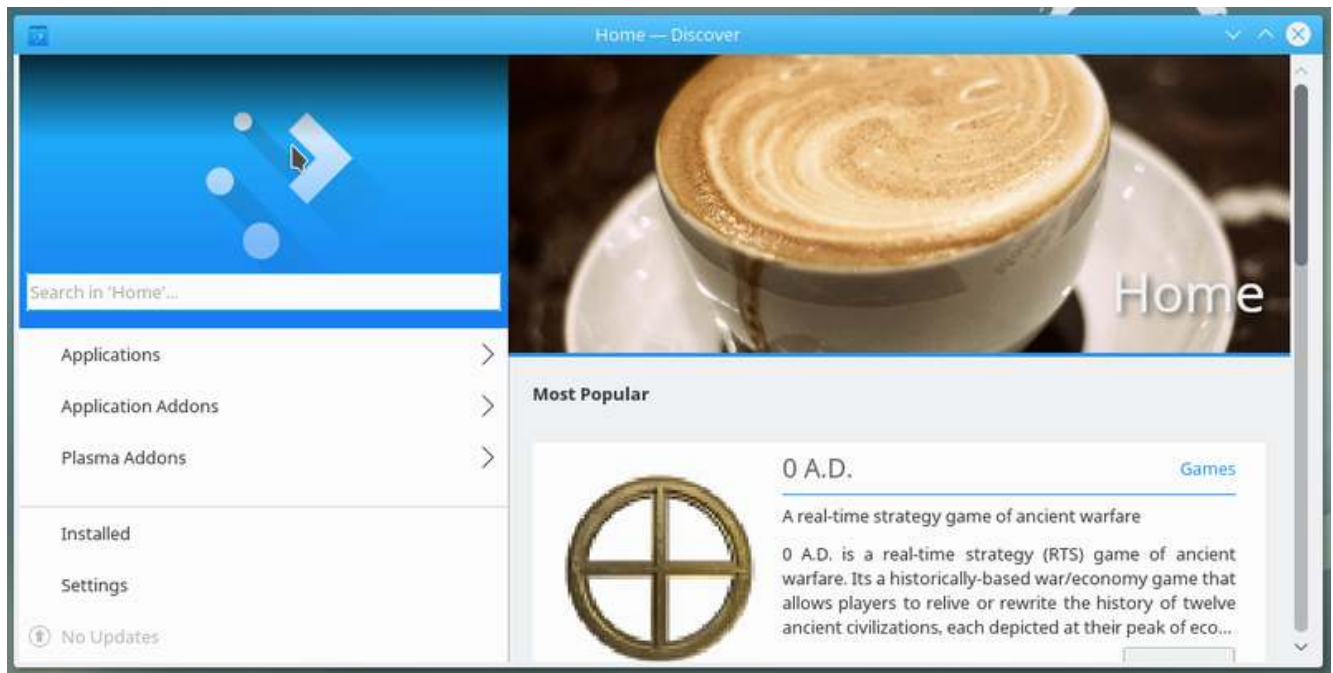 Home — Discover
Search in 'Home'...
Applications
Application Addons
Plasma Addons
Installed
Settings
No Updates
Home
Most Popular
0 A.D.
Games
A real-time strategy game of ancient warfare
0 A.D. is a real-time strategy (RTS) game of ancient
warfare. Its a historically-based war/economy game that
allows players to relive or rewrite the history of twelve
ancient civilizations, each depicted at their peak of eco...